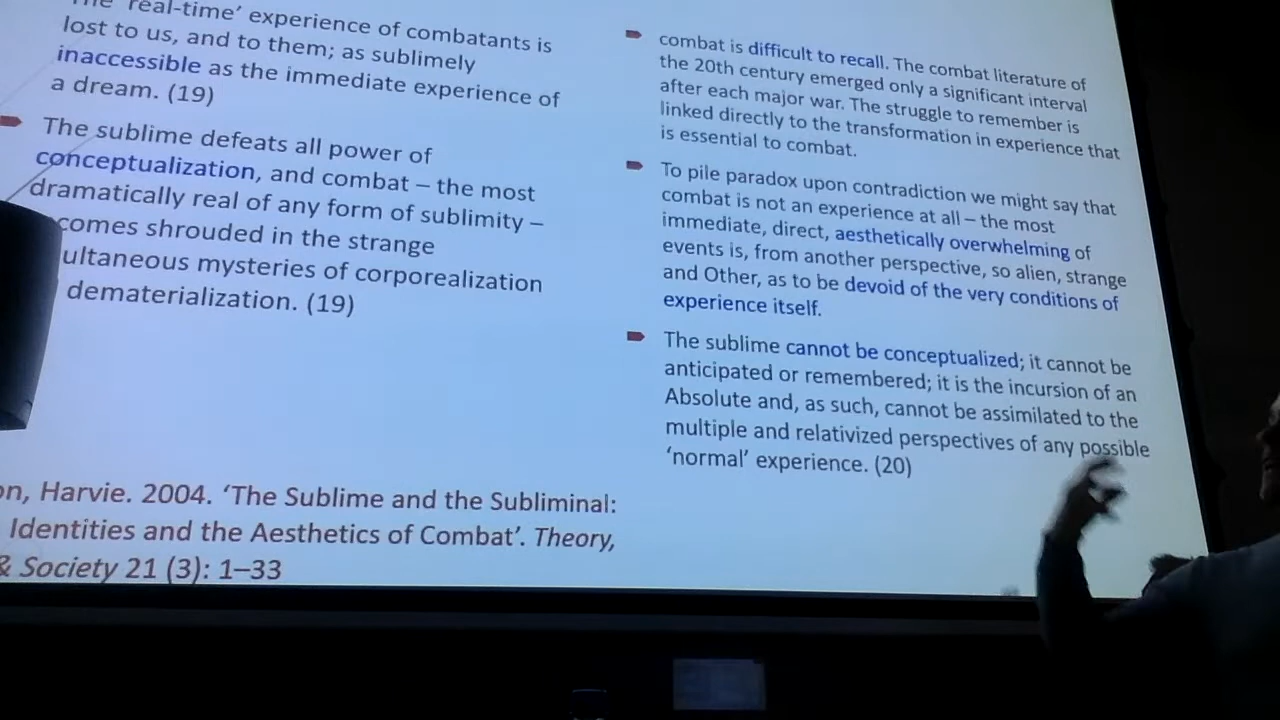 The 'real-time' experience of combatants is
lost to us, and to them; as sublimely
inaccessible as the immediate experience of
a dream. (19)
The sublime defeats all power of
conceptualization, and combat – the most
dramatically real of any form of sublimity –
comes shrouded in the strange
ultaneous mysteries of corporealization
dematerialization. (19)
on, Harvie. 2004. 'The Sublime and the Subliminal:
Identities and the Aesthetics of Combat'. Theory,
& Society 21 (3): 1–33
combat is difficult to recall. The combat literature of
the 20th century emerged only a significant interval
after each major war. The struggle to remember is
linked directly to the transformation in experience that
is essential to combat.
To pile paradox upon contradiction we might say that
combat is not an experience at all – the most
immediate, direct, aesthetically overwhelming of
events is, from another perspective, so alien, strange
and Other, as to be devoid of the very conditions of
experience itself.
The sublime cannot be conceptualized; it cannot be
anticipated or remembered; it is the incursion of an
Absolute and, as such, cannot be assimilated to the
multiple and relativized perspectives of any possible
'normal' experience. (20)